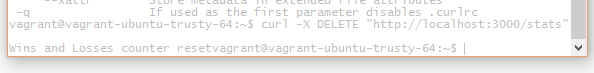 --xattr Store metadata in extended file attributes
-q If used as the first parameter disables .curlrc
vagrant@vagrant-ubuntu-trusty-64:~$ curl -X DELETE "http://localhost:3000/stats"
Wins and Losses counter resetvagrant@vagrant-ubuntu-trusty-64:~$